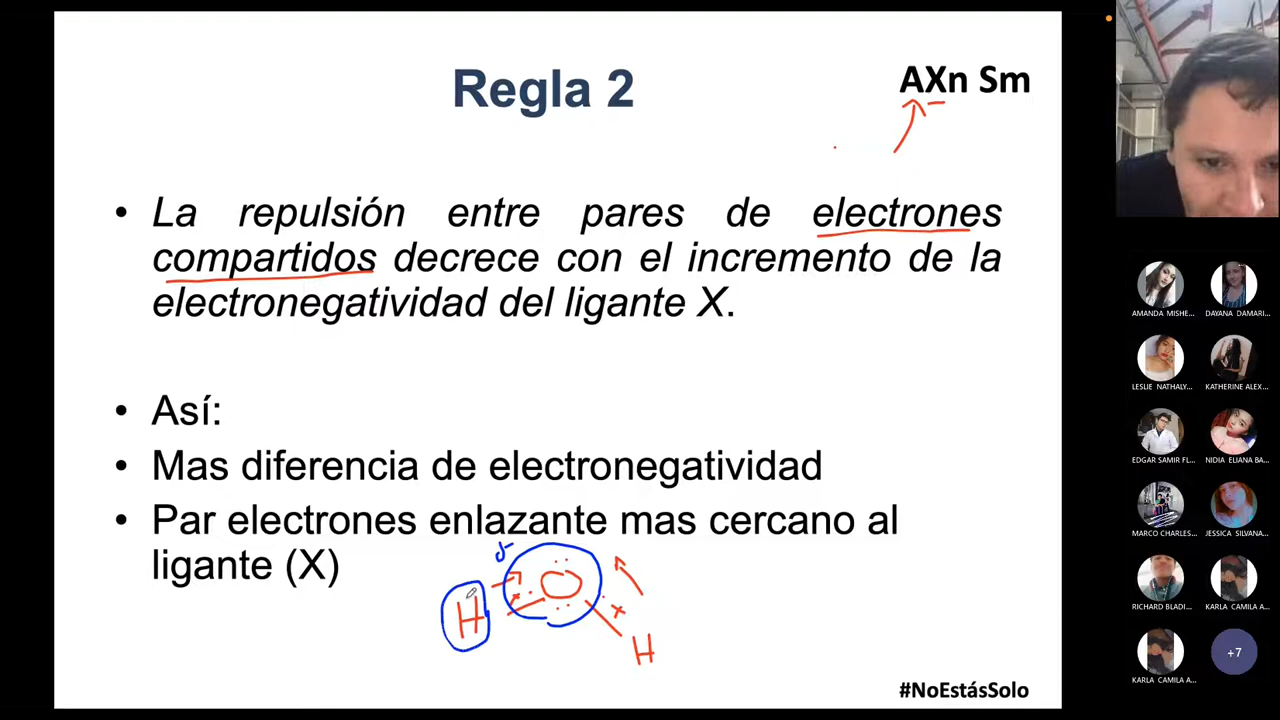 Regla 2
AXn Sm
• La repulsión entre pares de electrones
compartidos decrece con el incremento de la
electronegatividad del ligante X.
• Así:
• Mas diferencia de electronegatividad
• Par electrones enlazante mas cercano al
ligante (X)
δ-
H
O
H
#NoEstásSolo
AMANDA MISHE...
DAYANA DAMARI...
LESLIE NATHALY...
KATHERINE ALEX...
EDGAR SAMIR FL...
NIDIA ELIANA BA...
MARCO CHARLES...
JESSICA SILVANA...
RICHARD BLADI...
KARLA CAMILA A...
KARLA CAMILA A...
+7